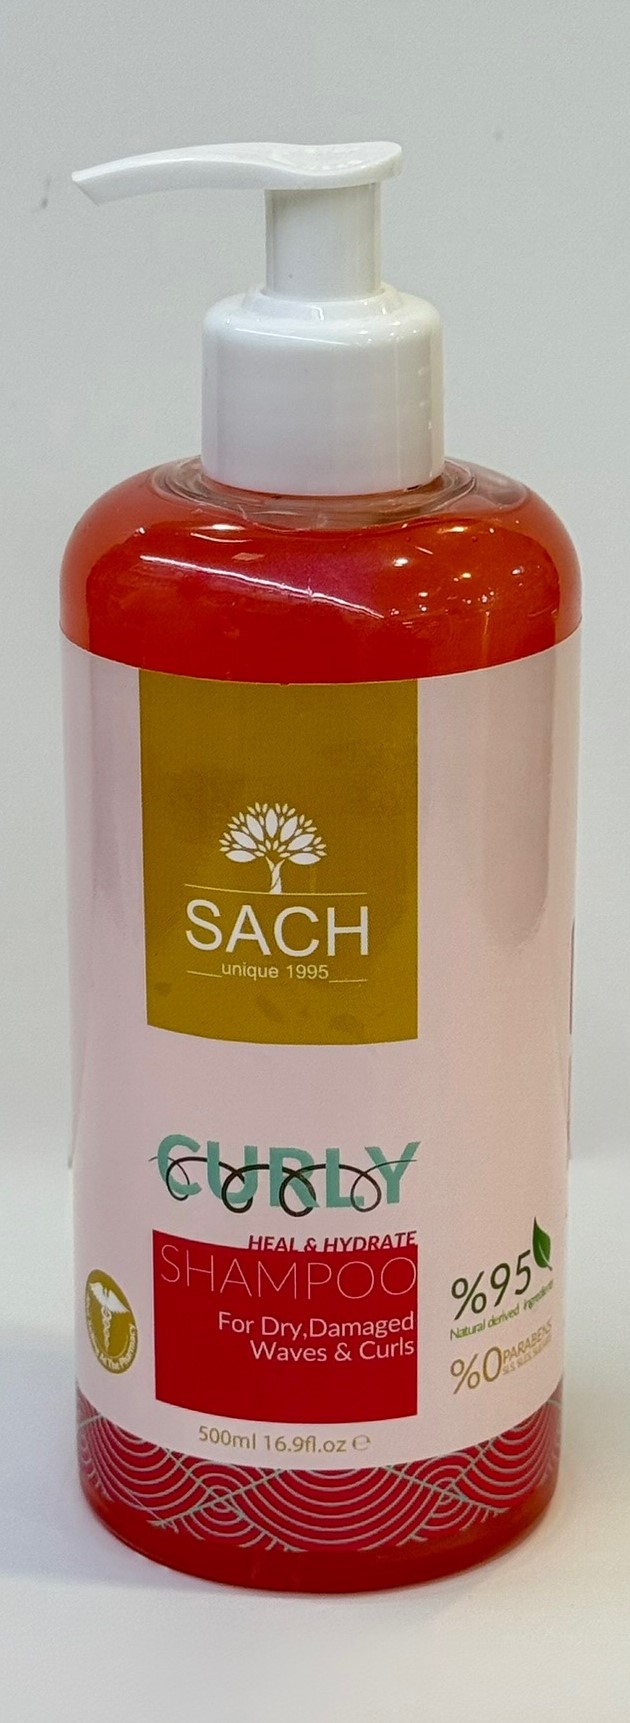 SACH
unique 1995
CURLY
HEAL & HYDRATE
SHAMPOO
For Dry,Damaged
Waves & Curls
%95
Natural derived ingredients
%0 PARABENS
500ml 16.9fl.oz ℮